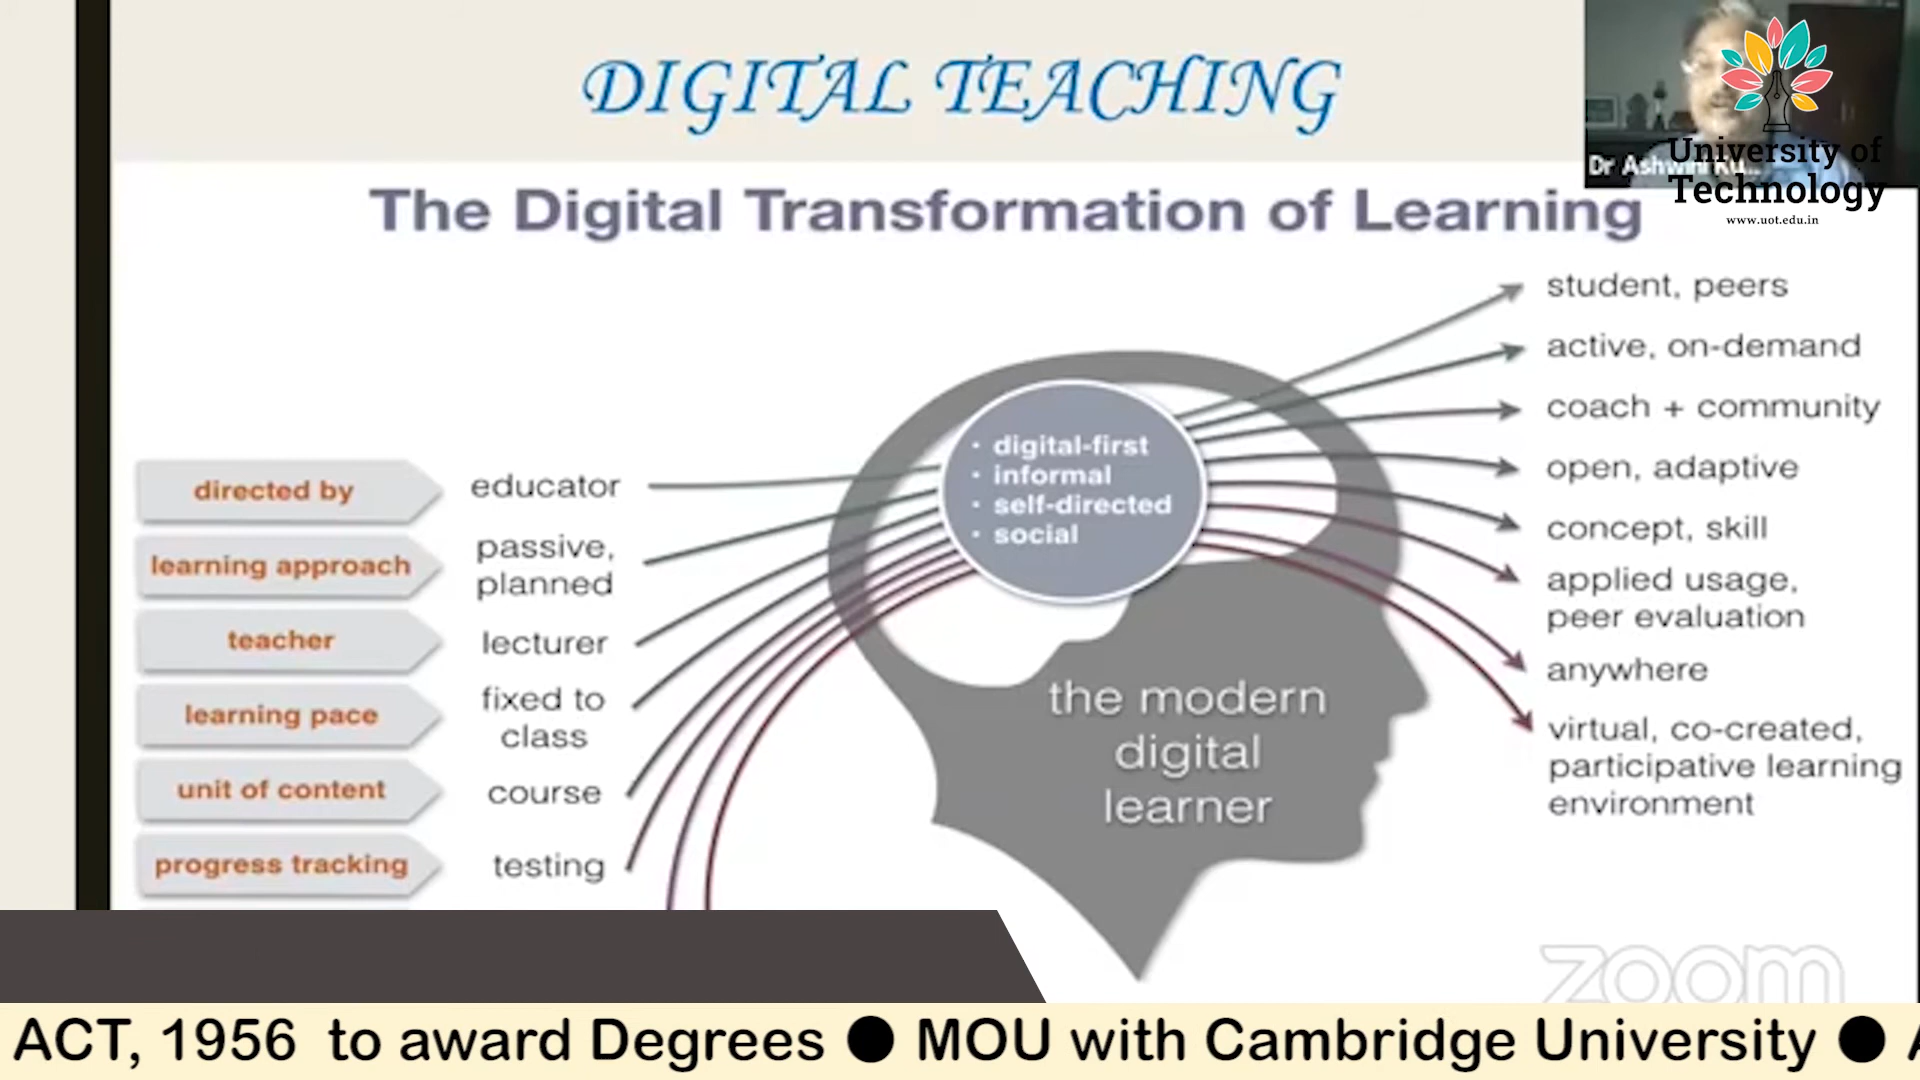 DIGITAL TEACHING
Dr Ashwini Ku...
University of
Technology
www.uot.edu.in
The Digital Transformation of Learning
directed by
educator
learning approach
passive,
planned
teacher
lecturer
learning pace
fixed to
class
unit of content
course
progress tracking
testing
• digital-first
• informal
• self-directed
• social
the modern
digital
learner
student, peers
active, on-demand
coach + community
open, adaptive
concept, skill
applied usage,
peer evaluation
anywhere
virtual, co-created,
participative learning
environment
zoom
ACT, 1956 to award Degrees ● MOU with Cambridge University ●